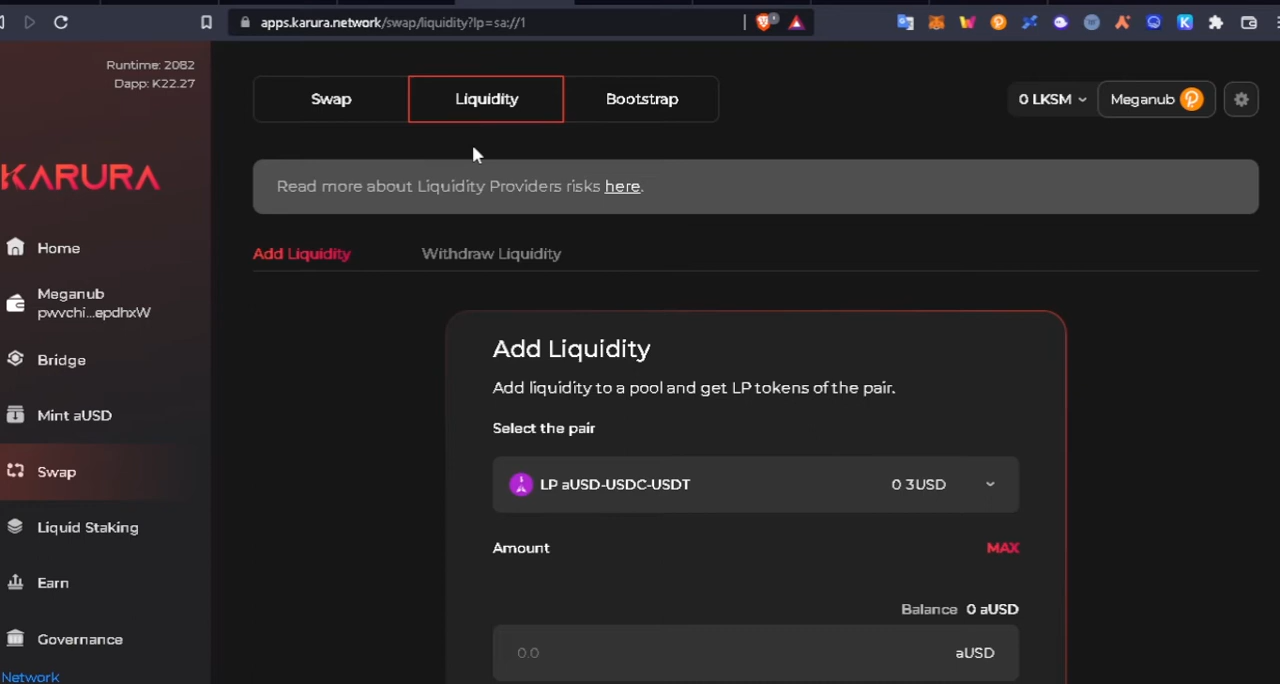 apps.karura.network/swap/liquidity?lp=sa://1
Runtime: 2082
Dapp: K22.27
Swap
Liquidity
Bootstrap
0 LKSM
Meganub
KARURA
Read more about Liquidity Providers risks here.
Home
Add Liquidity
Withdraw Liquidity
Meganub
pwvchi...epdhxW
Bridge
Mint aUSD
Swap
Liquid Staking
Earn
Governance
Network
Add Liquidity
Add liquidity to a pool and get LP tokens of the pair.
Select the pair
LP aUSD-USDC-USDT 0 3USD
Amount MAX
Balance 0 aUSD
0.0 aUSD